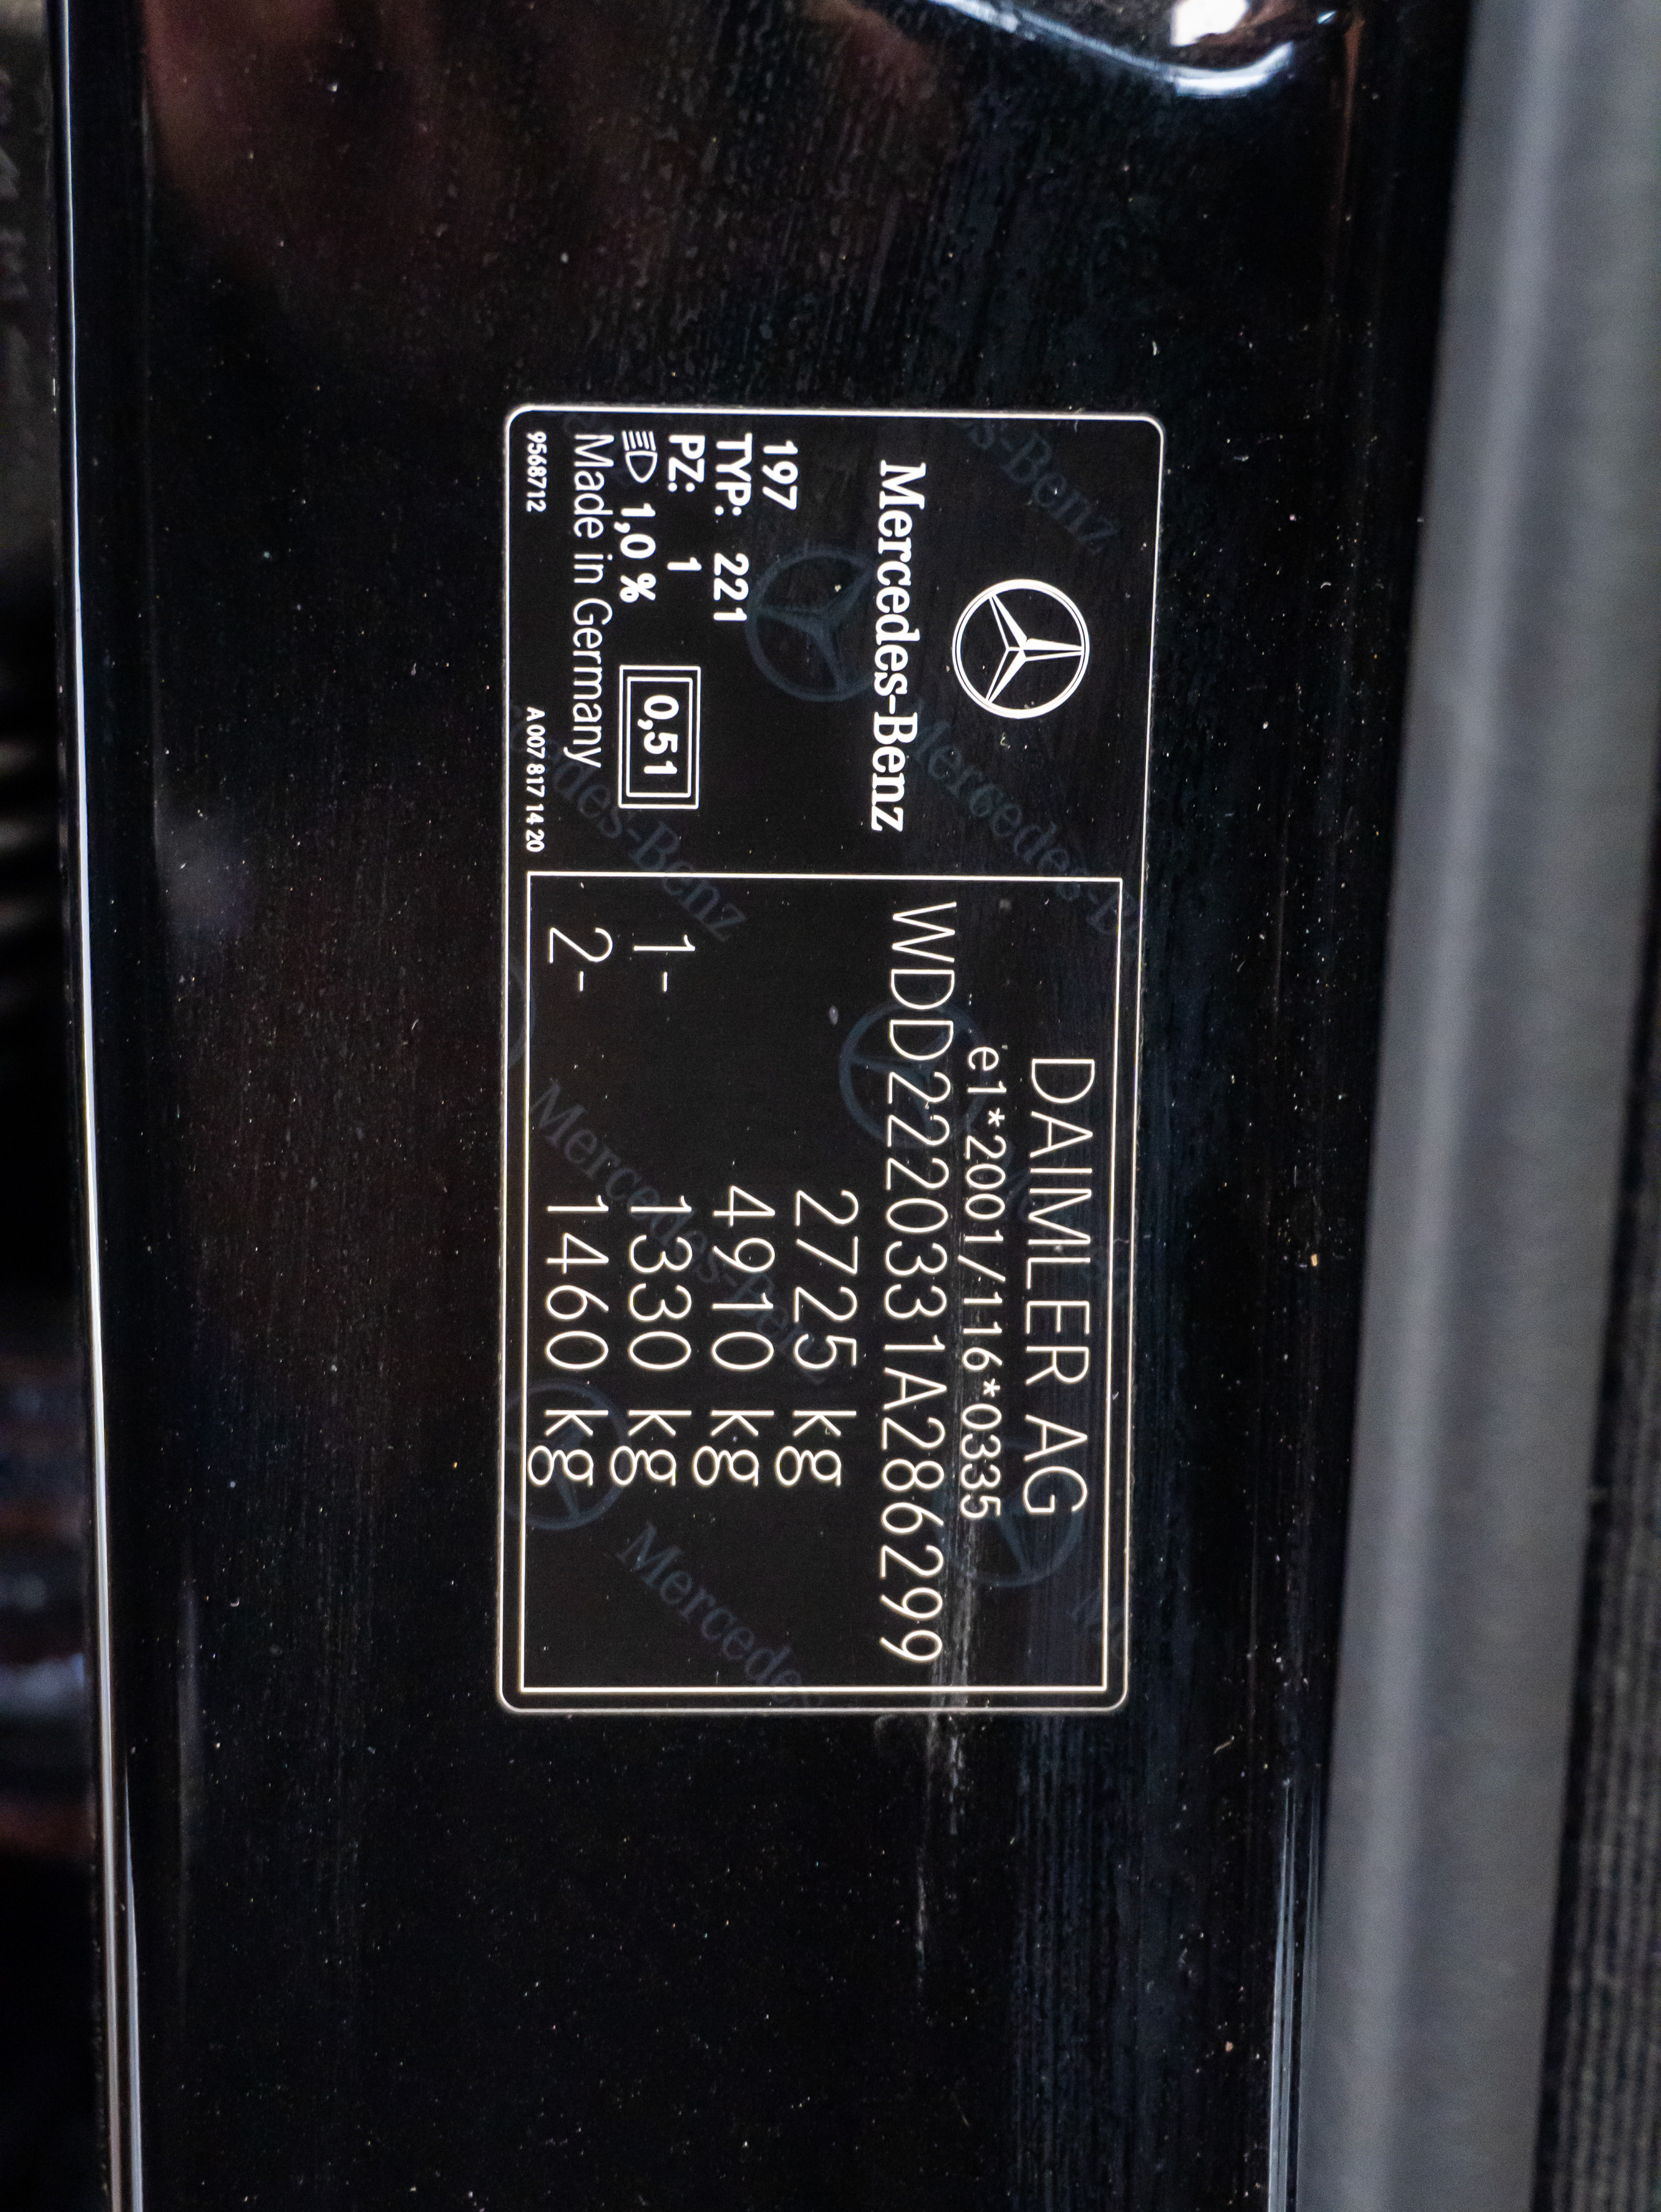 Mercedes-Benz
197
TYP: 221
PZ: 1
1,0 %
0,51
Made in Germany
9568712
A 007 817 14 20
DAIMLER AG
e1*2001/116*0335
WDD2220331A286299
2725 kg
4910 kg
1- 1330 kg
2- 1460 kg